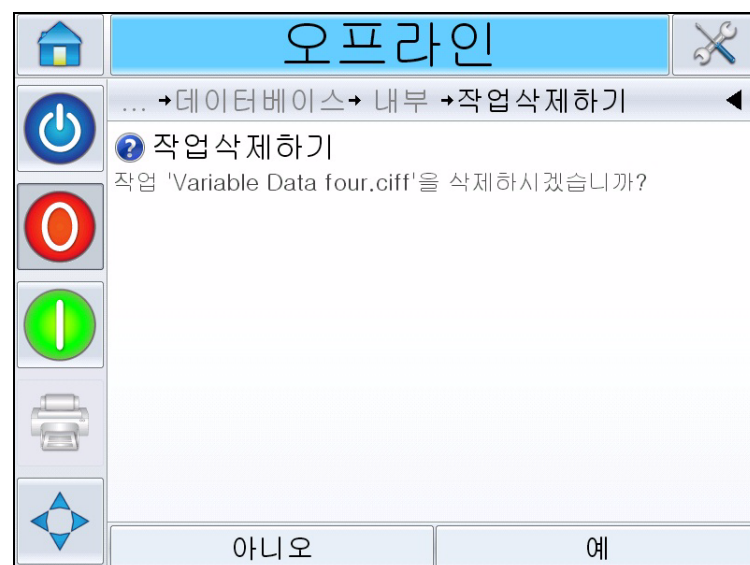 오프라인
... →데이터베이스→ 내부 →작업삭제하기
작업삭제하기
작업 'Variable Data four.ciff'을 삭제하시겠습니까?
아니오
예